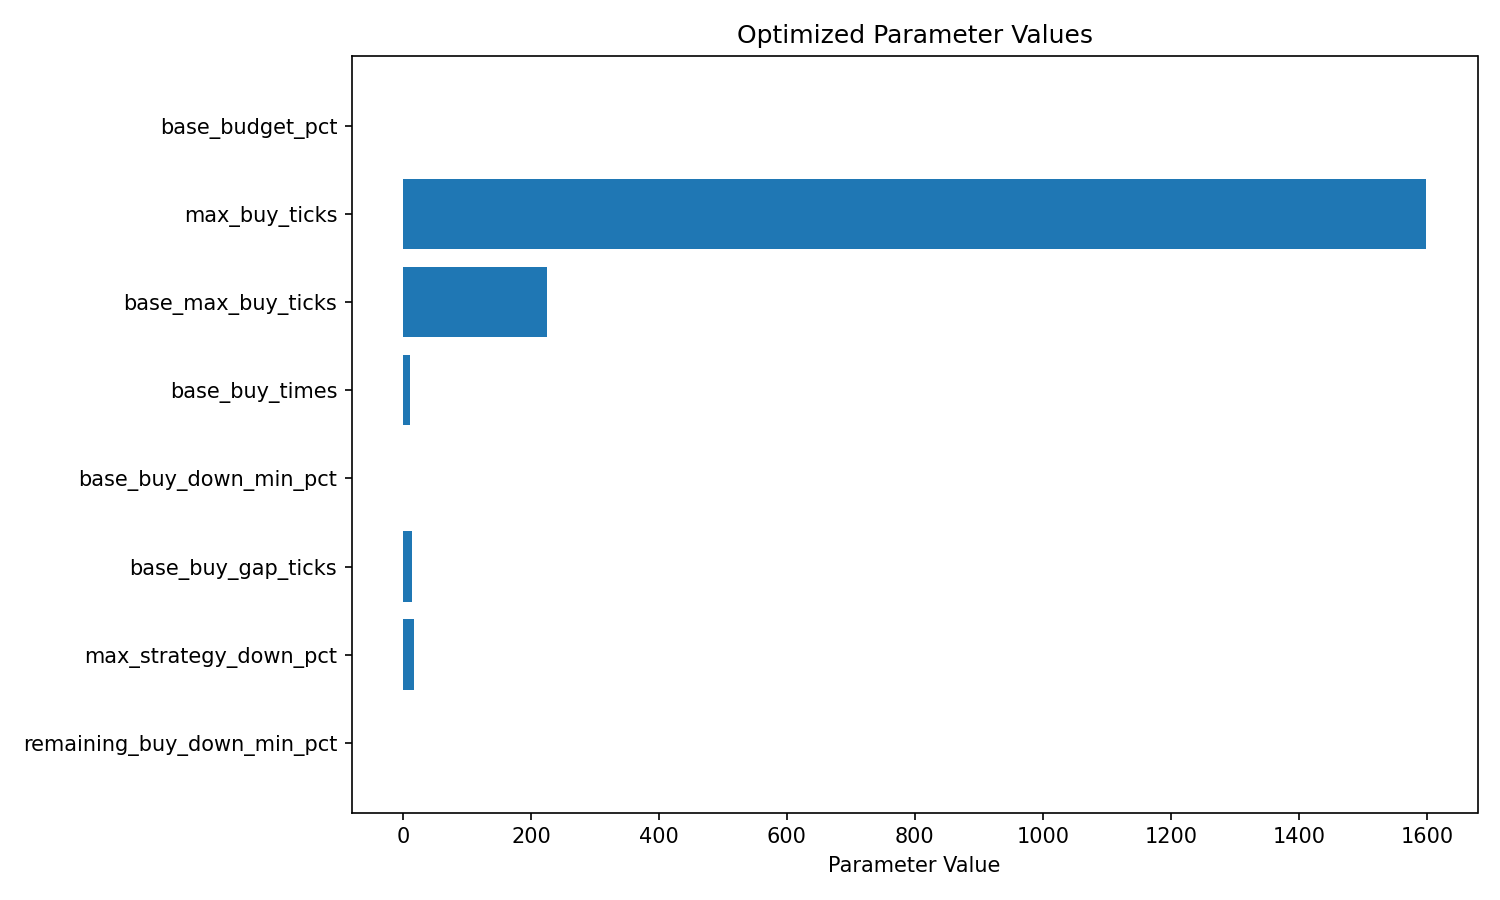 Optimized Parameter Values
base_budget_pct
max_buy_ticks
base_max_buy_ticks
base_buy_times
base_buy_down_min_pct
base_buy_gap_ticks
max_strategy_down_pct
remaining_buy_down_min_pct
0 200 400 600 800 1000 1200 1400 1600
Parameter Value